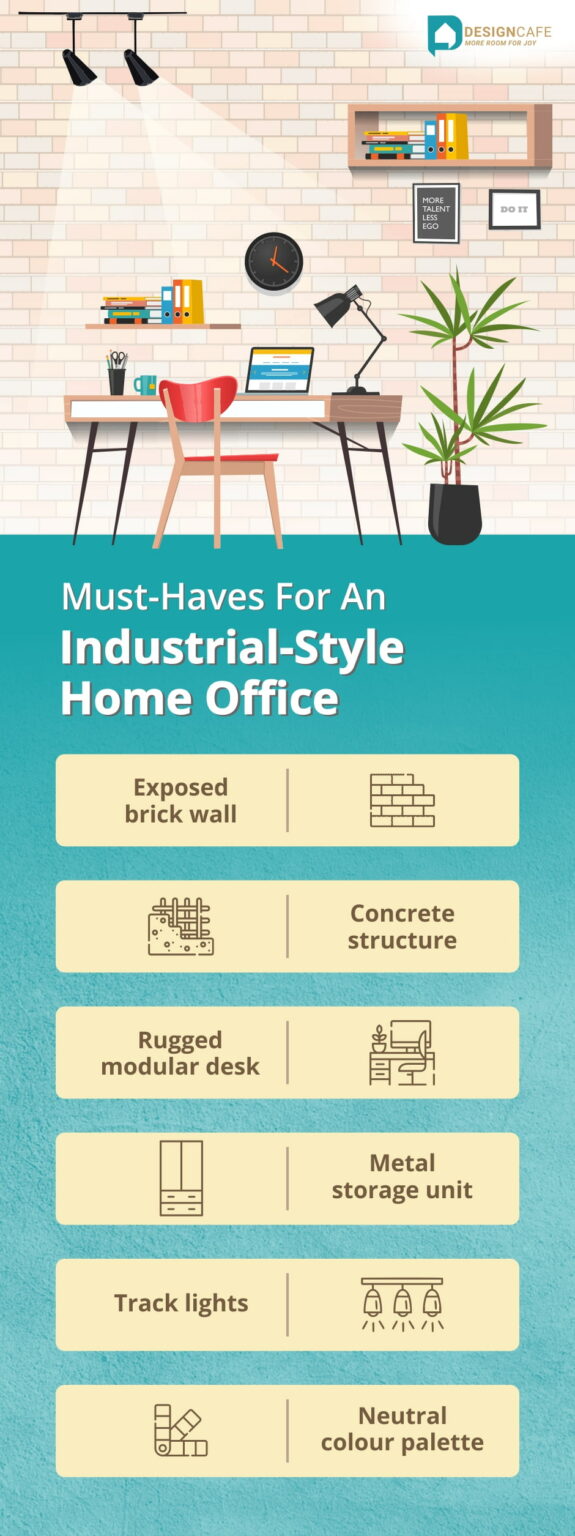 DESIGNCAFE
MORE ROOM FOR JOY
MORE
TALENT
LESS
EGO
DO IT
Must-Haves For An
Industrial-Style
Home Office
Exposed
brick wall
Concrete
structure
Rugged
modular desk
Metal
storage unit
Track lights
Neutral
colour palette